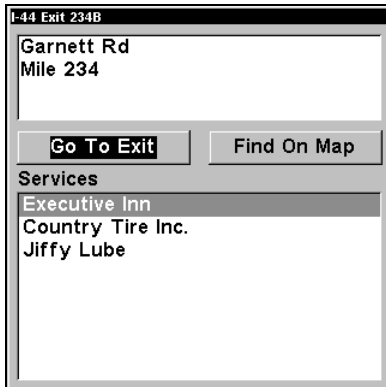 I-44 Exit 234B
Garnett Rd
Mile 234
Go To Exit
Find On Map
Services
Executive Inn
Country Tire Inc.
Jiffy Lube